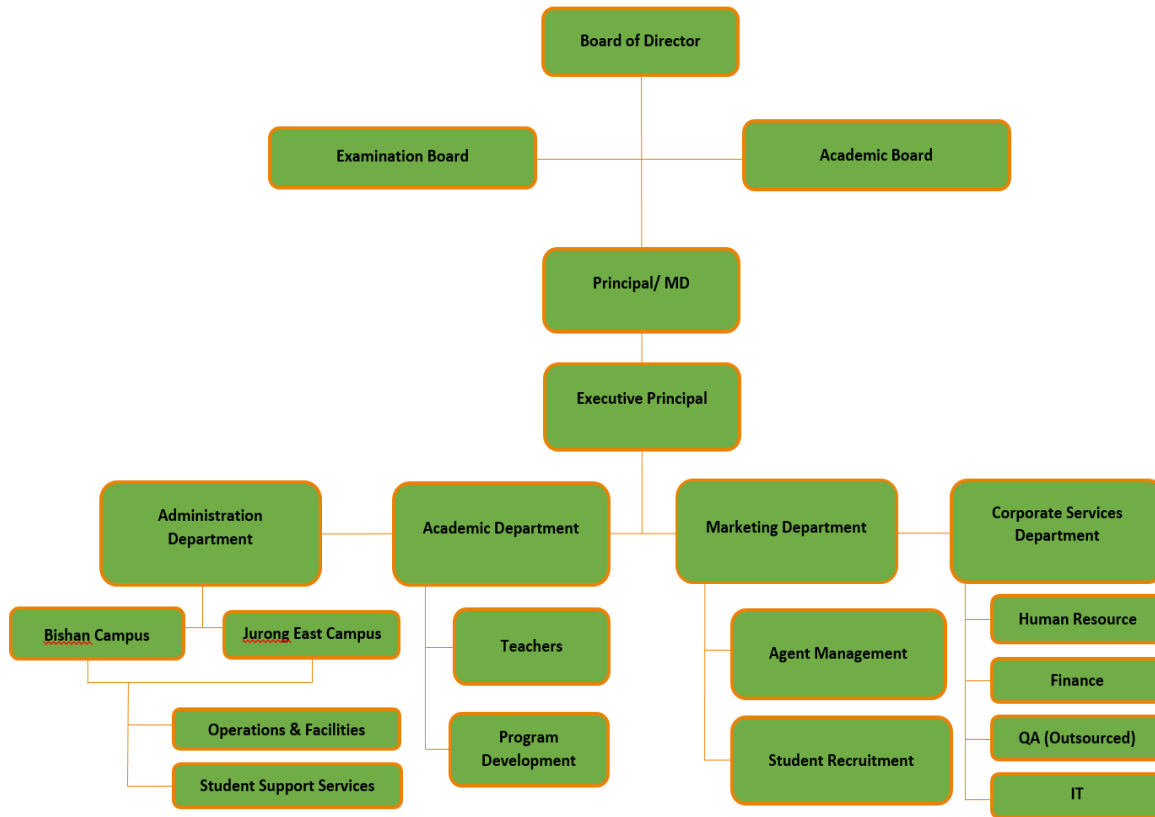 Board of Director
Examination Board
Academic Board
Principal/ MD
Executive Principal
Administration
Department
Academic Department
Marketing Department
Corporate Services
Department
Bishan Campus
Jurong East Campus
Operations & Facilities
Student Support Services
Teachers
Program
Development
Agent Management
Student Recruitment
Human Resource
Finance
QA (Outsourced)
IT